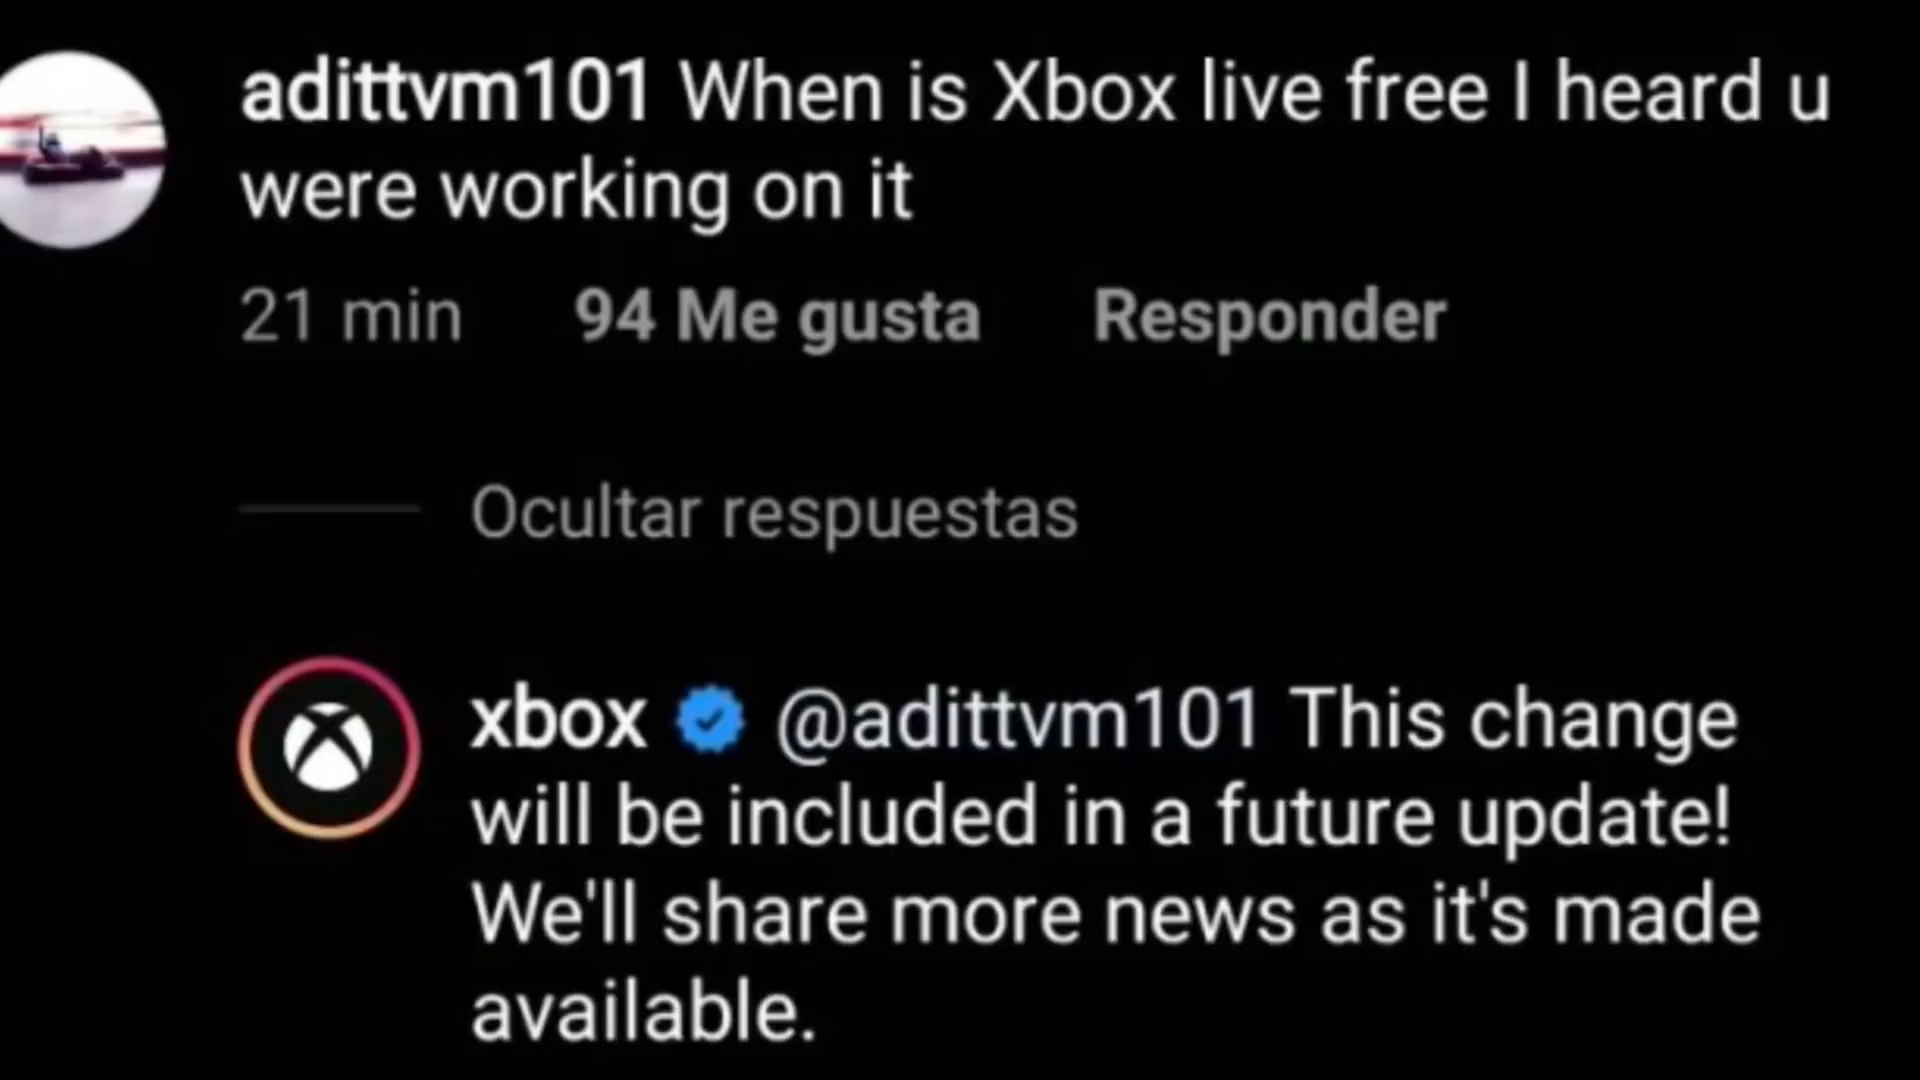 adittvm101 When is Xbox live free I heard u
were working on it
21 min 94 Me gusta Responder
Ocultar respuestas
xbox @adittvm101 This change
will be included in a future update!
We'll share more news as it's made
available.